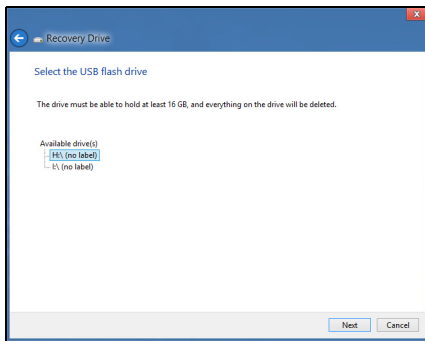 Recovery Drive
Select the USB flash drive
The drive must be able to hold at least 16 GB, and everything on the drive will be deleted.
Available drive(s)
H:\ (no label)
I:\ (no label)
Next Cancel